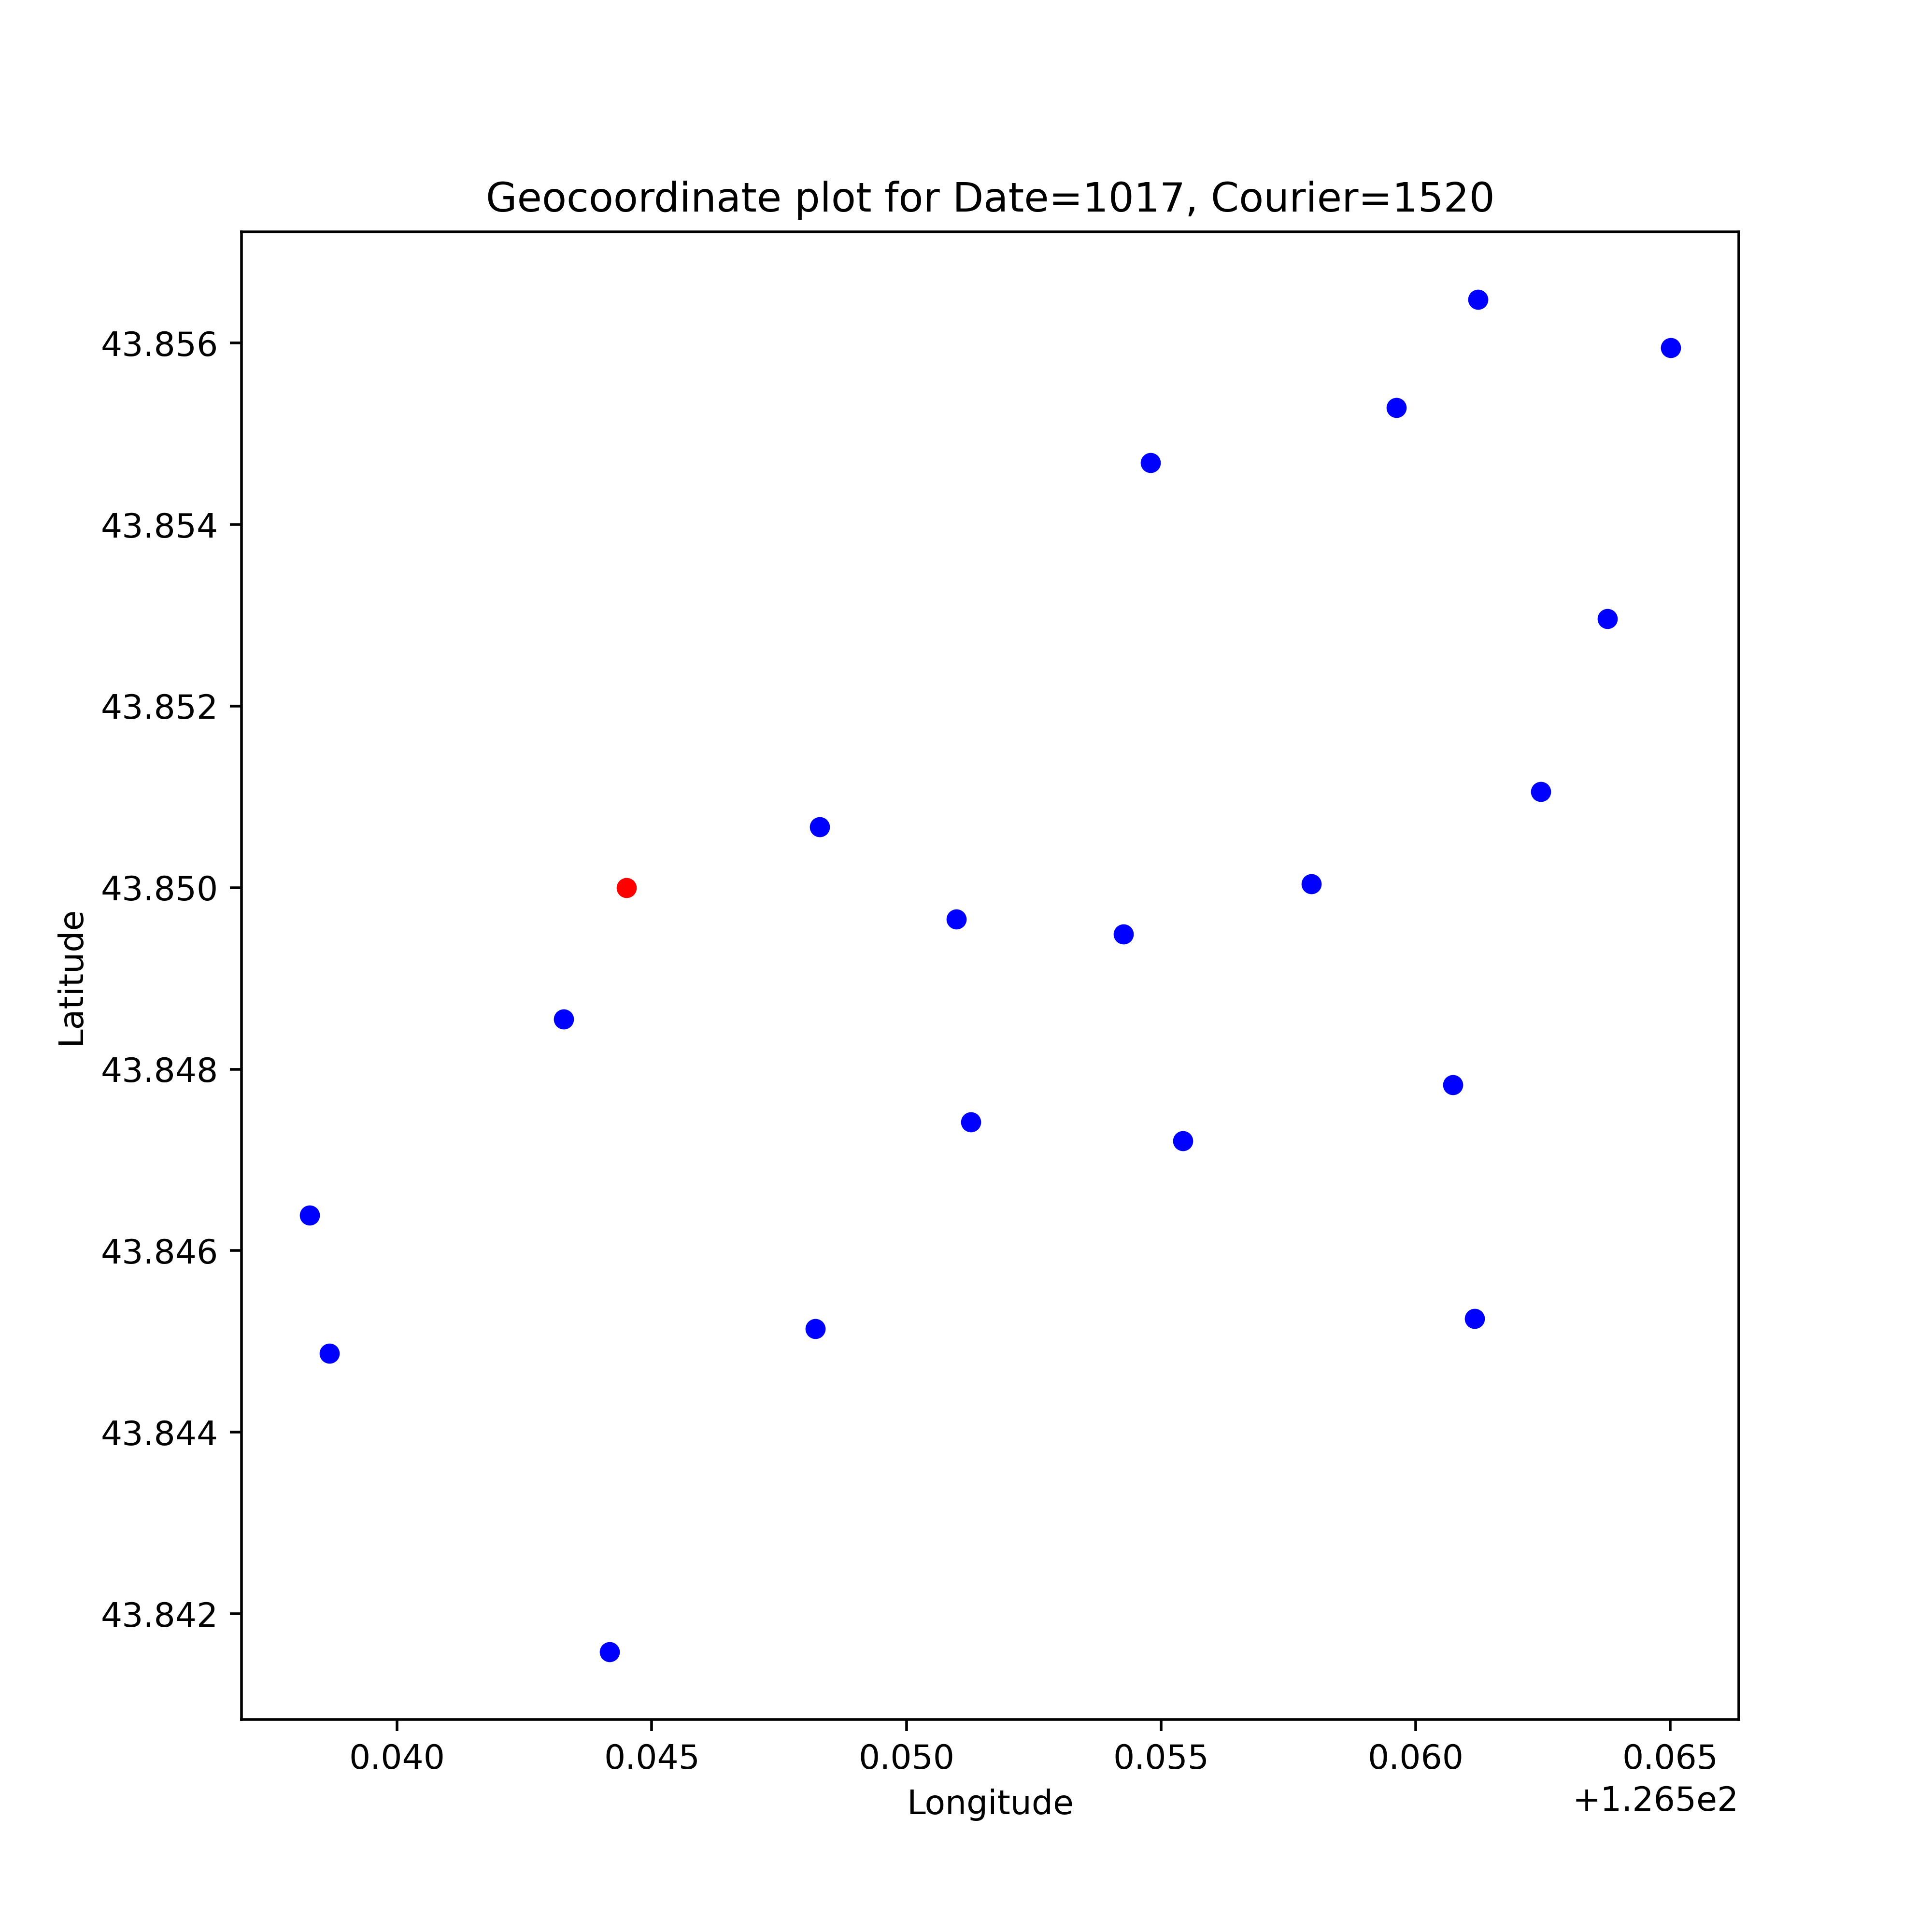 Geocoordinate plot for Date=1017, Courier=1520
43.856
43.854
43.852
43.850
43.848
43.846
43.844
43.842
Latitude
0.040 0.045 0.050 0.055 0.060 0.065
+1.265e2
Longitude